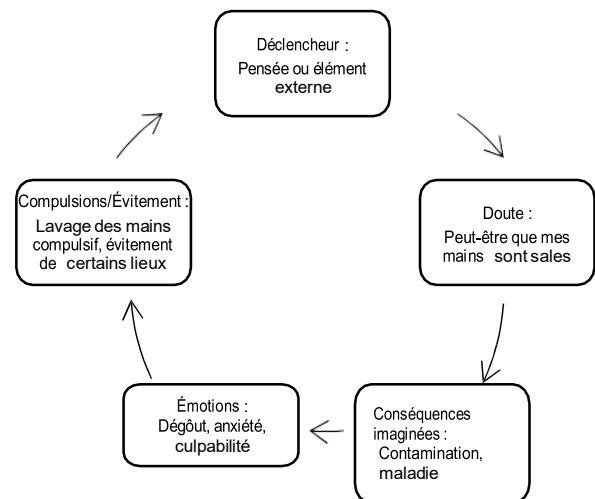 Déclencheur :
Pensée ou élément
externe
Doute :
Peut-être que mes
mains sont sales
Conséquences
imaginées :
Contamination,
maladie
Émotions :
Dégoût, anxiété,
culpabilité
Compulsions/Évitement :
Lavage des mains
compulsif, évitement
de certains lieux